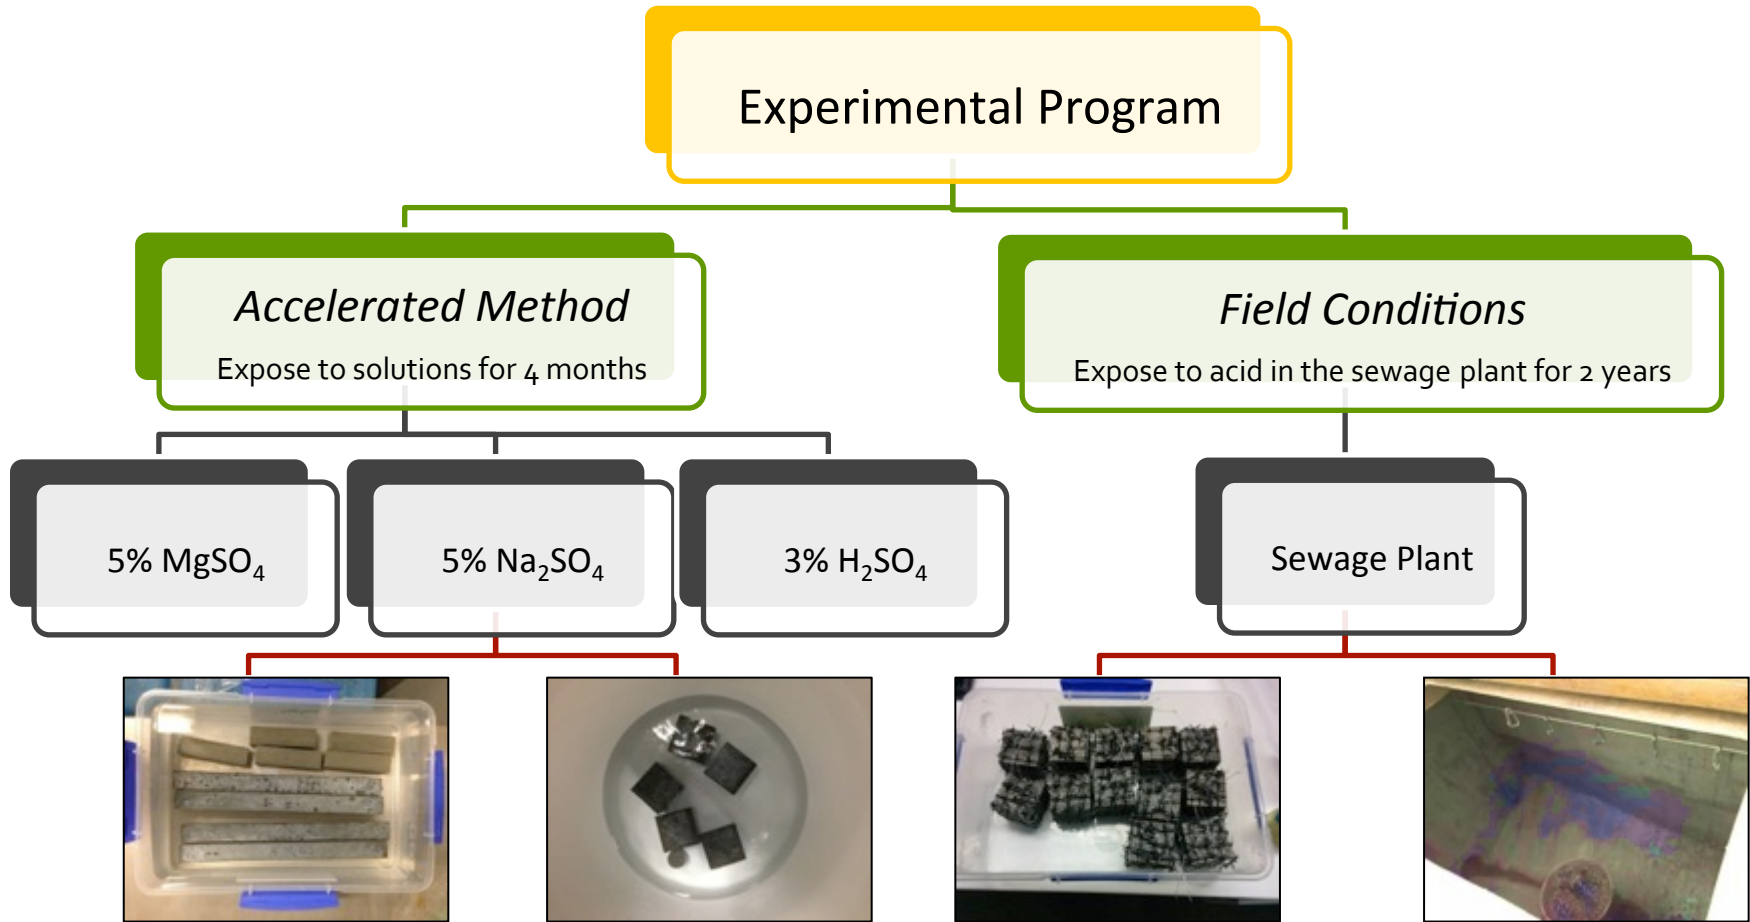 Experimental Program
Accelerated Method
Expose to solutions for 4 months
Field Conditions
Expose to acid in the sewage plant for 2 years
5% MgSO₄
5% Na₂SO₄
3% H₂SO₄
Sewage Plant